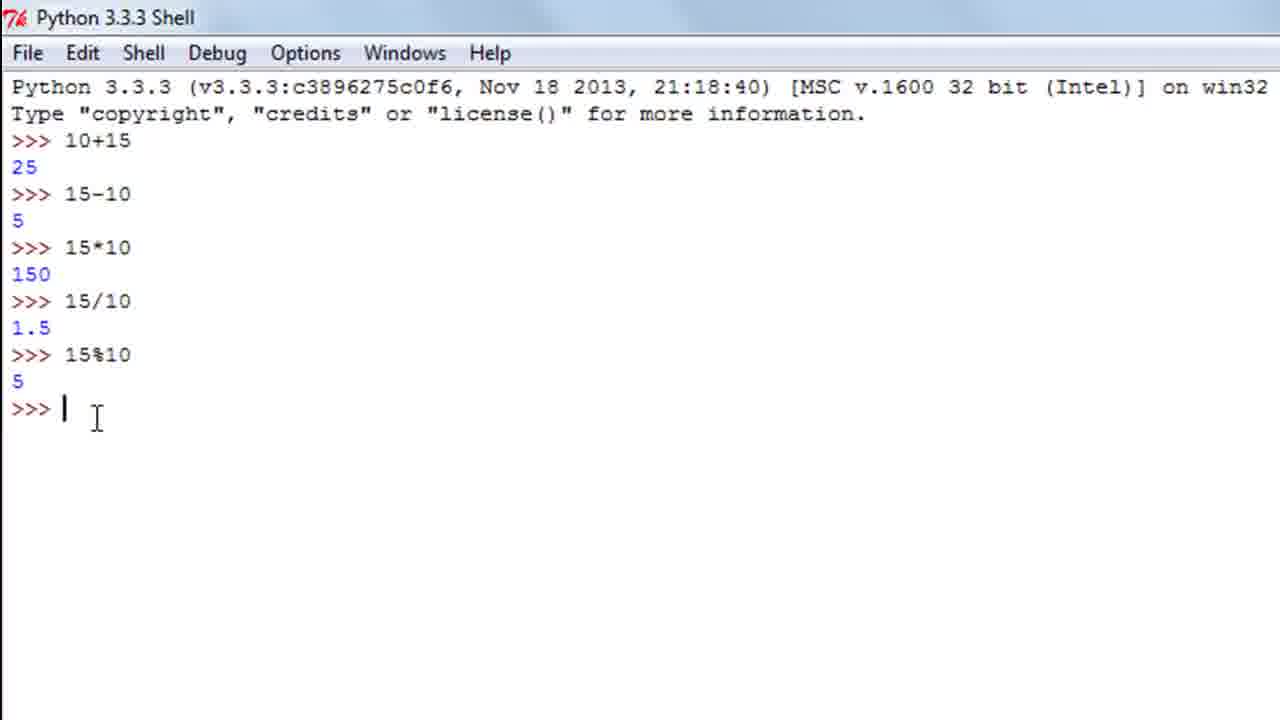 Python 3.3.3 Shell
File Edit Shell Debug Options Windows Help
Python 3.3.3 (v3.3.3:c3896275c0f6, Nov 18 2013, 21:18:40) [MSC v.1600 32 bit (Intel)] on win32
Type "copyright", "credits" or "license()" for more information.
>>> 10+15
25
>>> 15-10
5
>>> 15*10
150
>>> 15/10
1.5
>>> 15%10
5
>>>